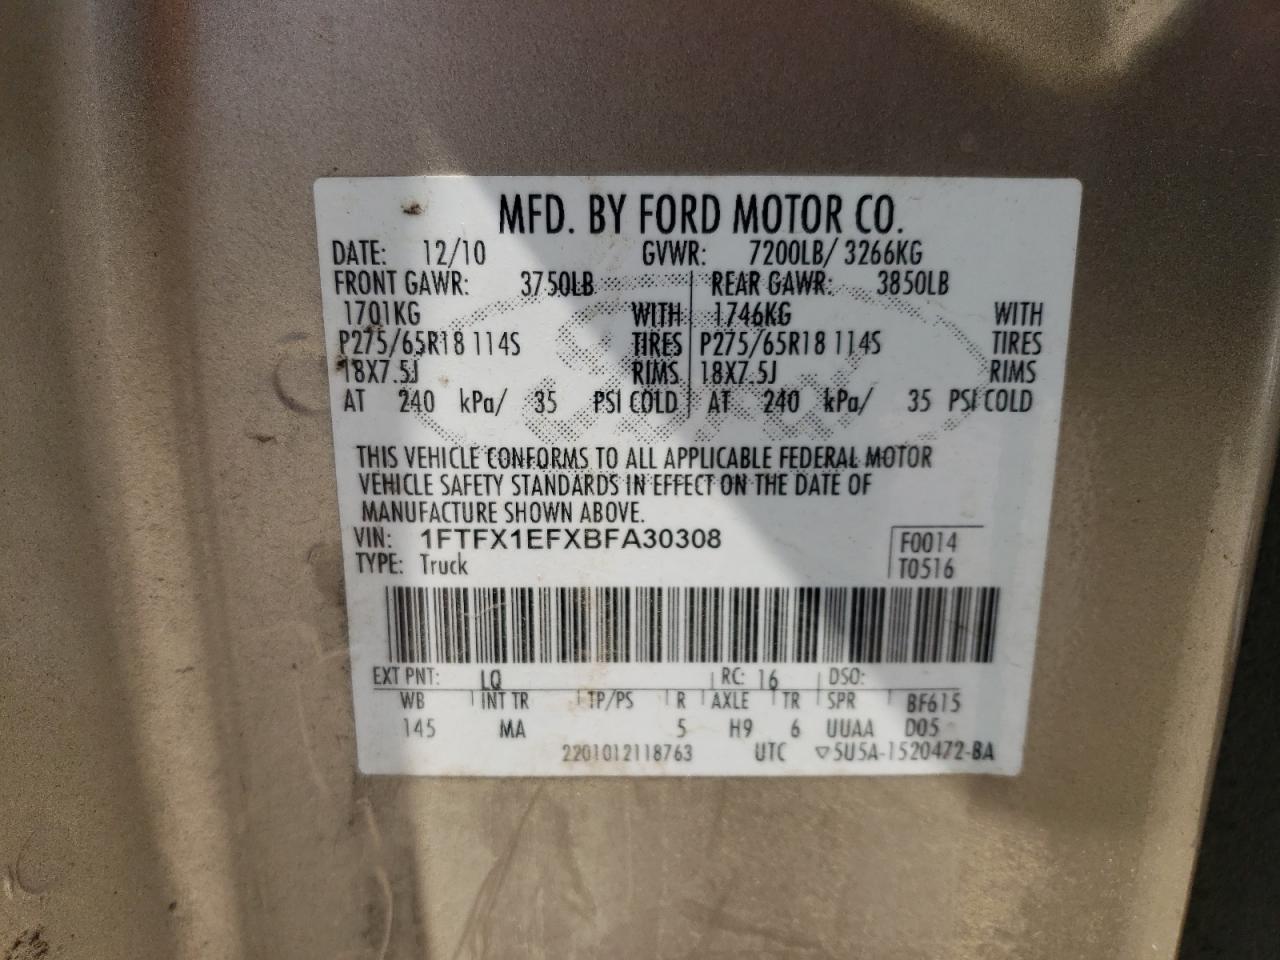 MFD. BY FORD MOTOR CO.
DATE: 12/10 GVWR: 7200LB/ 3266KG
FRONT GAWR: 3750LB REAR GAWR: 3850LB
1701KG WITH 1746KG WITH
P275/65R18 114S TIRES P275/65R18 114S TIRES
18X7.5J RIMS 18X7.5J RIMS
AT 240 kPa/ 35 PSI COLD AT 240 kPa/ 35 PSI COLD
THIS VEHICLE CONFORMS TO ALL APPLICABLE FEDERAL MOTOR
VEHICLE SAFETY STANDARDS IN EFFECT ON THE DATE OF
MANUFACTURE SHOWN ABOVE.
VIN: 1FTFX1EFXBFA30308 F0014
TYPE: Truck T0516
EXT PNT: LQ RC: 16 DSO:
WB INT TR TP/PS R AXLE TR SPR BF615
145 MA 5 H9 6 UUAA D05
2201012118763 UTC ▽5U5A-1520472-BA